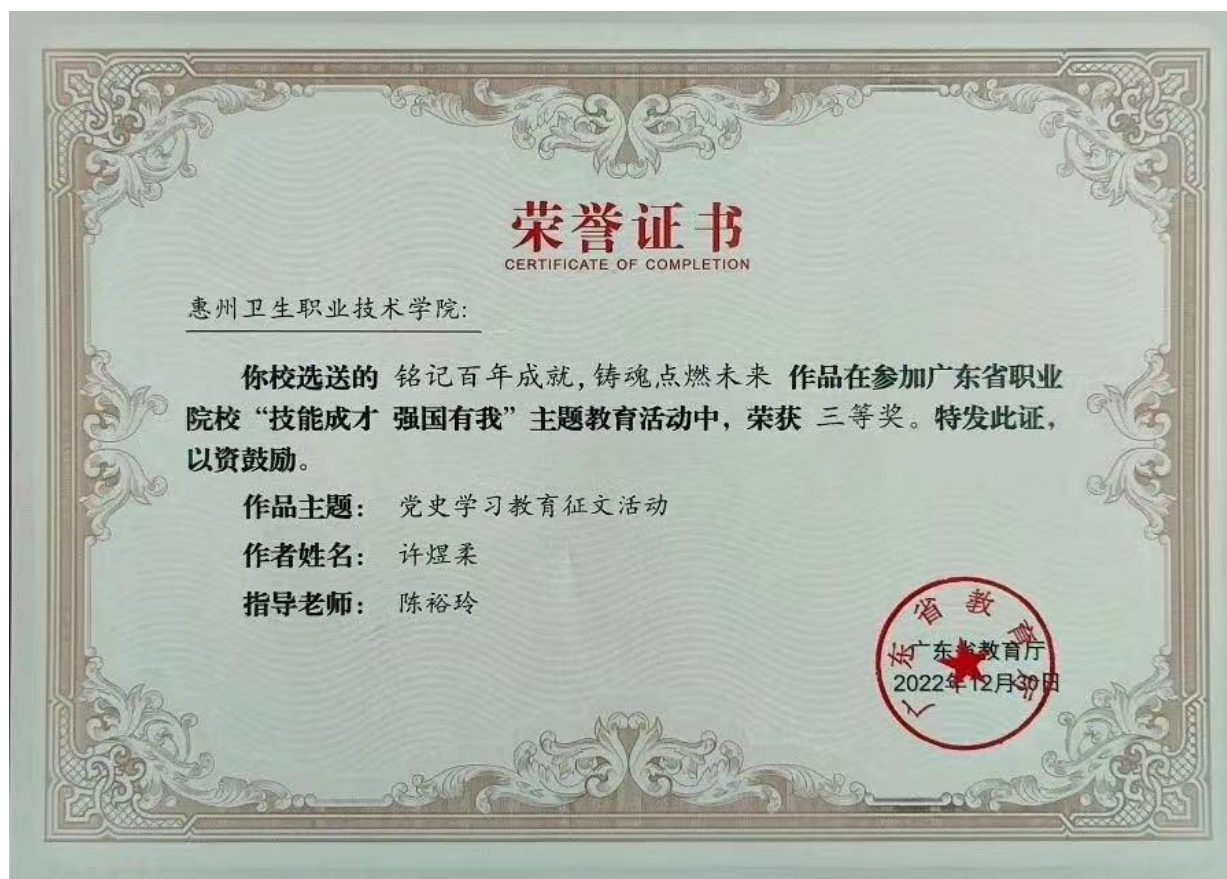 荣誉证书
CERTIFICATE OF COMPLETION
惠州卫生职业技术学院:
你校选送的 铭记百年成就,铸魂点燃未来 作品在参加广东省职业
院校“技能成才 强国有我”主题教育活动中,荣获 三等奖。特发此证,
以资鼓励。
作品主题: 党史学习教育征文活动
作者姓名: 许煜柔
指导老师: 陈裕玲
广东省教育厅
广东省教育厅
2022年12月30日